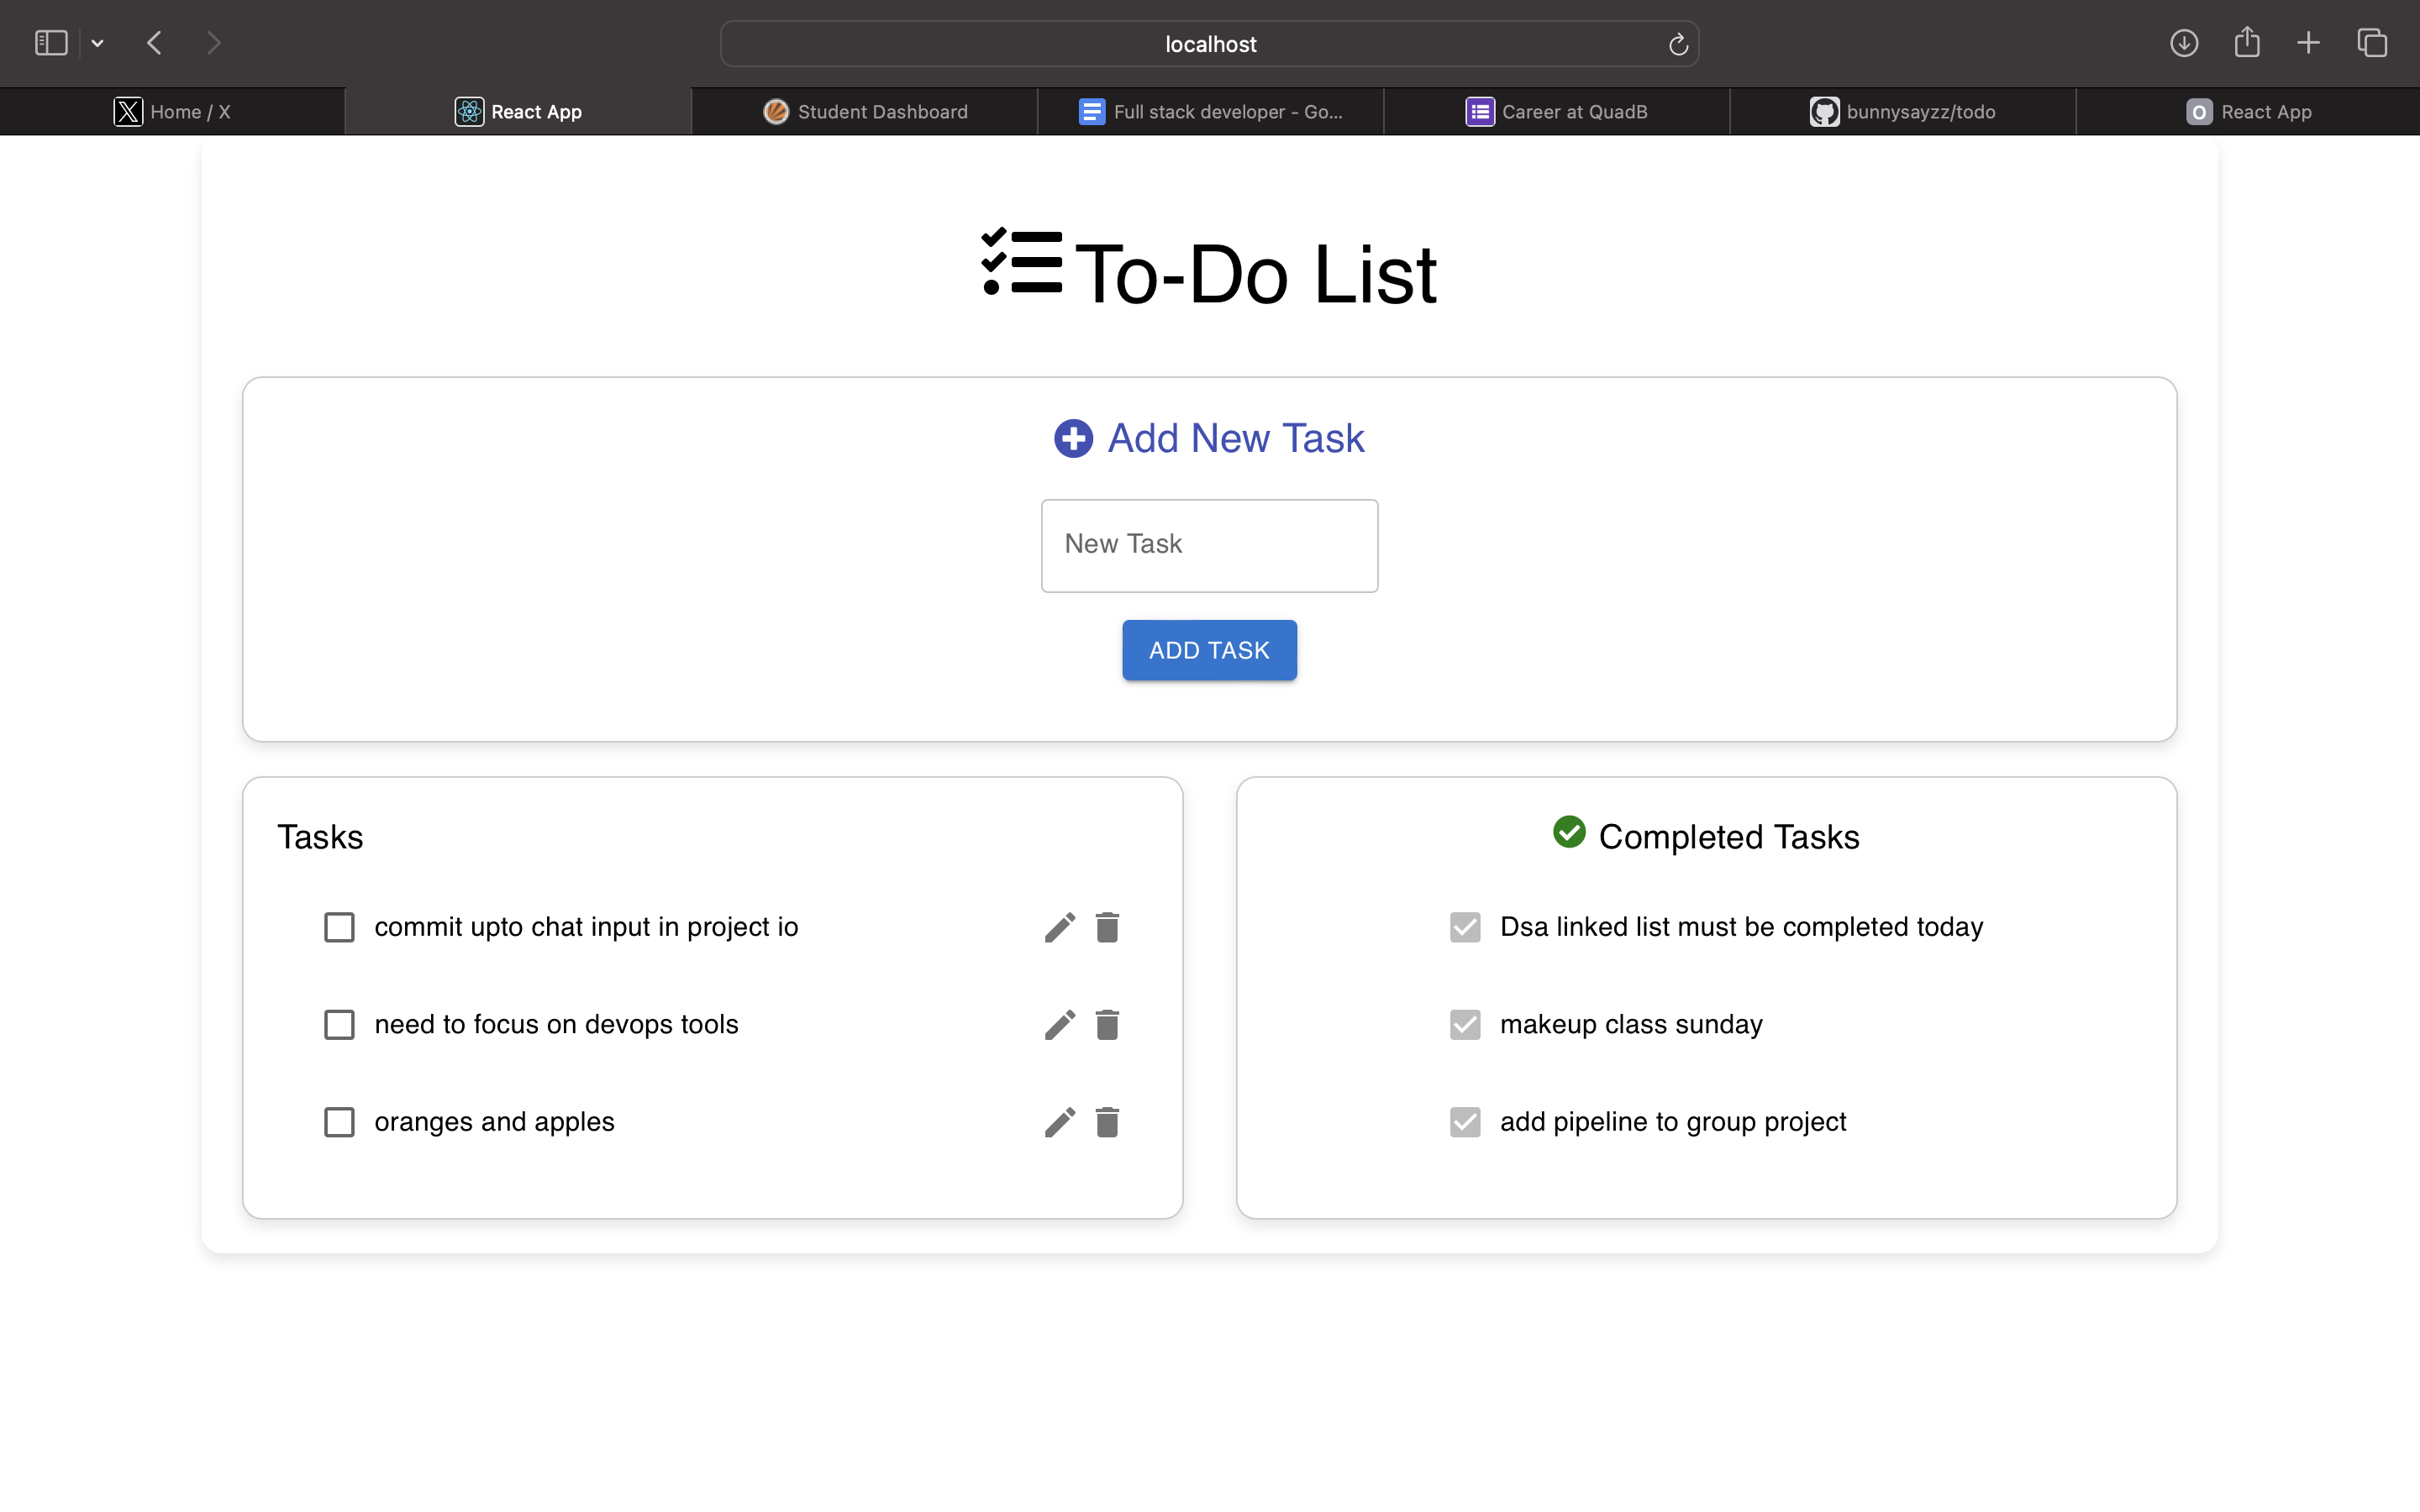 localhost
Home / X
React App
Student Dashboard
Full stack developer - Go...
Career at QuadB
bunnysayzz/todo
O React App
To-Do List
Add New Task
New Task
ADD TASK
Tasks
commit upto chat input in project io
need to focus on devops tools
oranges and apples
Completed Tasks
Dsa linked list must be completed today
makeup class sunday
add pipeline to group project